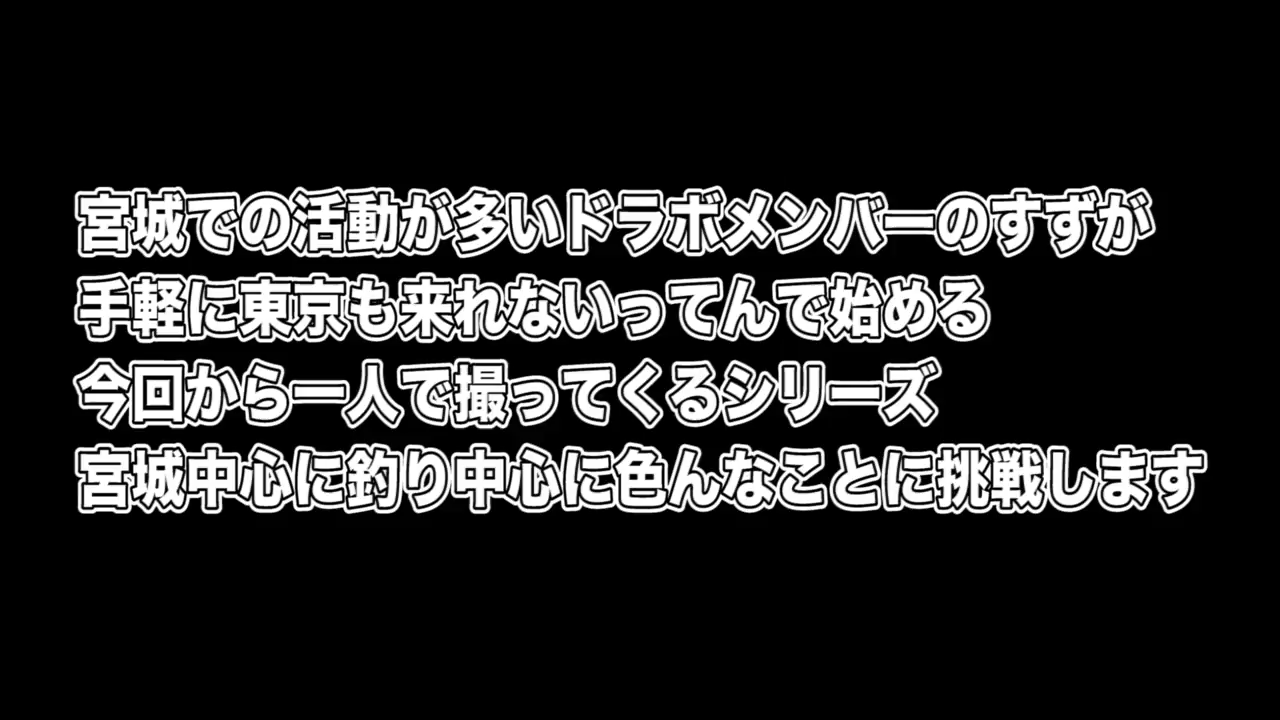 宮城での活動が多いドラボメンバーのすずが
手軽に東京も来れないってんで始める
今回から一人で撮ってくるシリーズ
宮城中心に釣り中心に色んなことに挑戦します